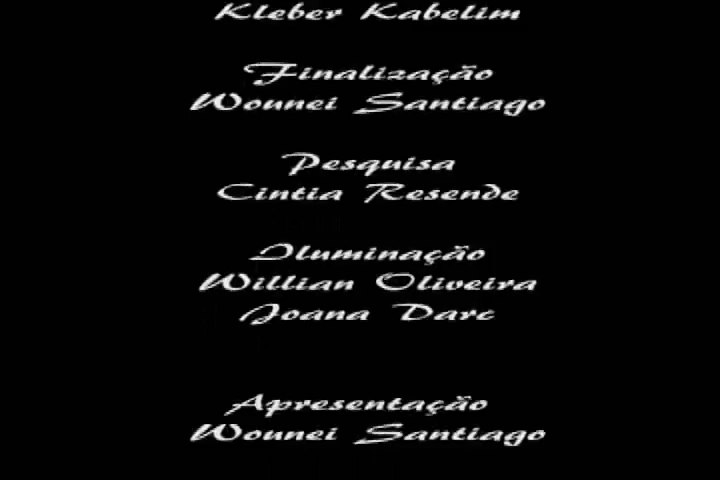 Kleber Kabelim
Finalização
Wounei Santiago
Pesquisa
Cintia Resende
Iluminação
Willian Oliveira
Joana Darc
Apresentação
Wounei Santiago